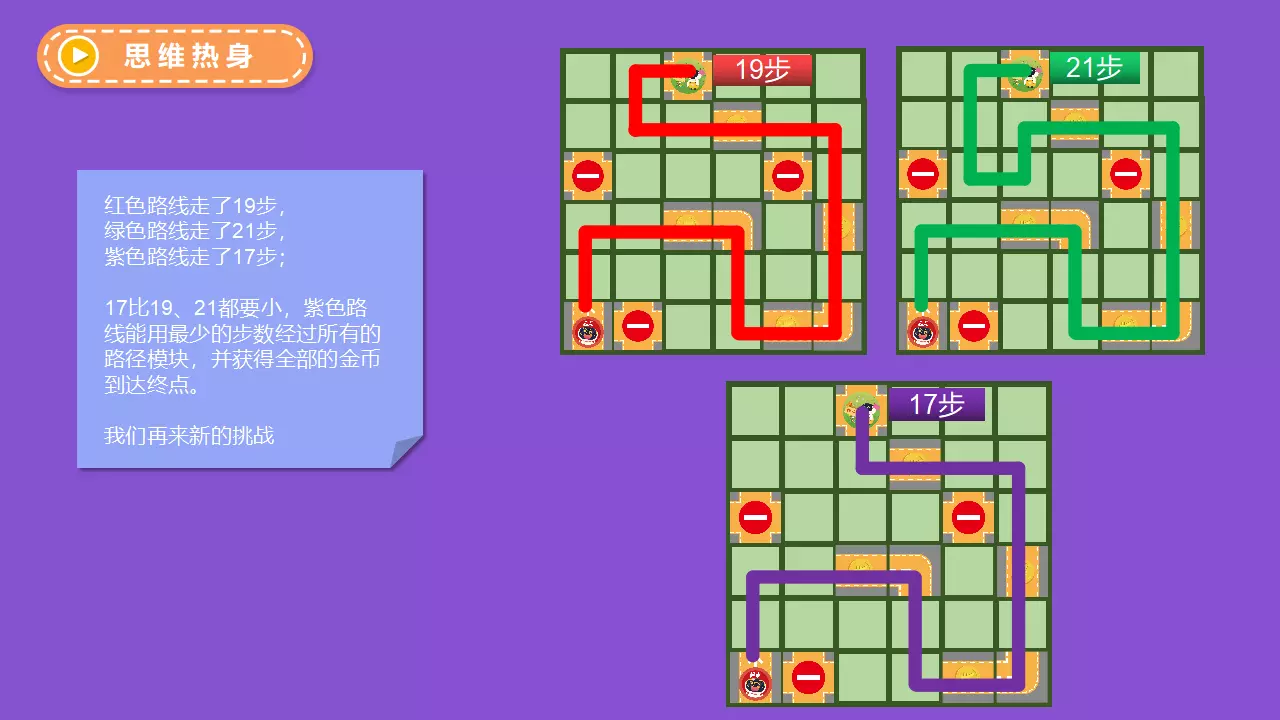 思维热身
19步
21步
红色路线走了19步，
绿色路线走了21步，
紫色路线走了17步；
17比19、21都要小，紫色路
线能用最少的步数经过所有的
路径模块，并获得全部的金币
到达终点。
我们再来新的挑战
17步